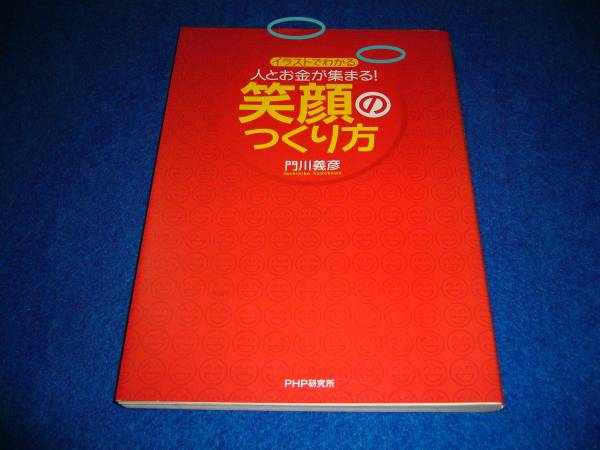 イラストでわかる
人とお金が集まる!
笑顔の
つくり方
門川義彦
Yoshihiko Kadokawa
PHP研究所